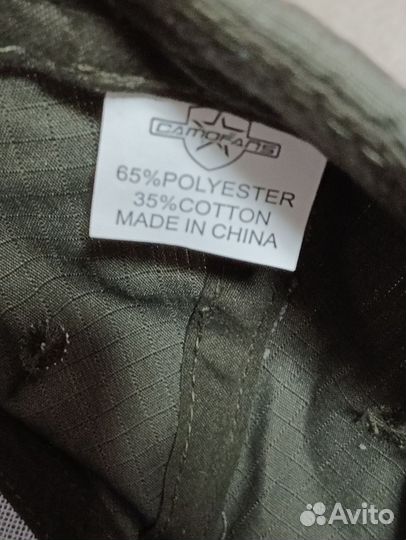 CAMOFANS
65%POLYESTER
35%COTTON
MADE IN CHINA
Avito